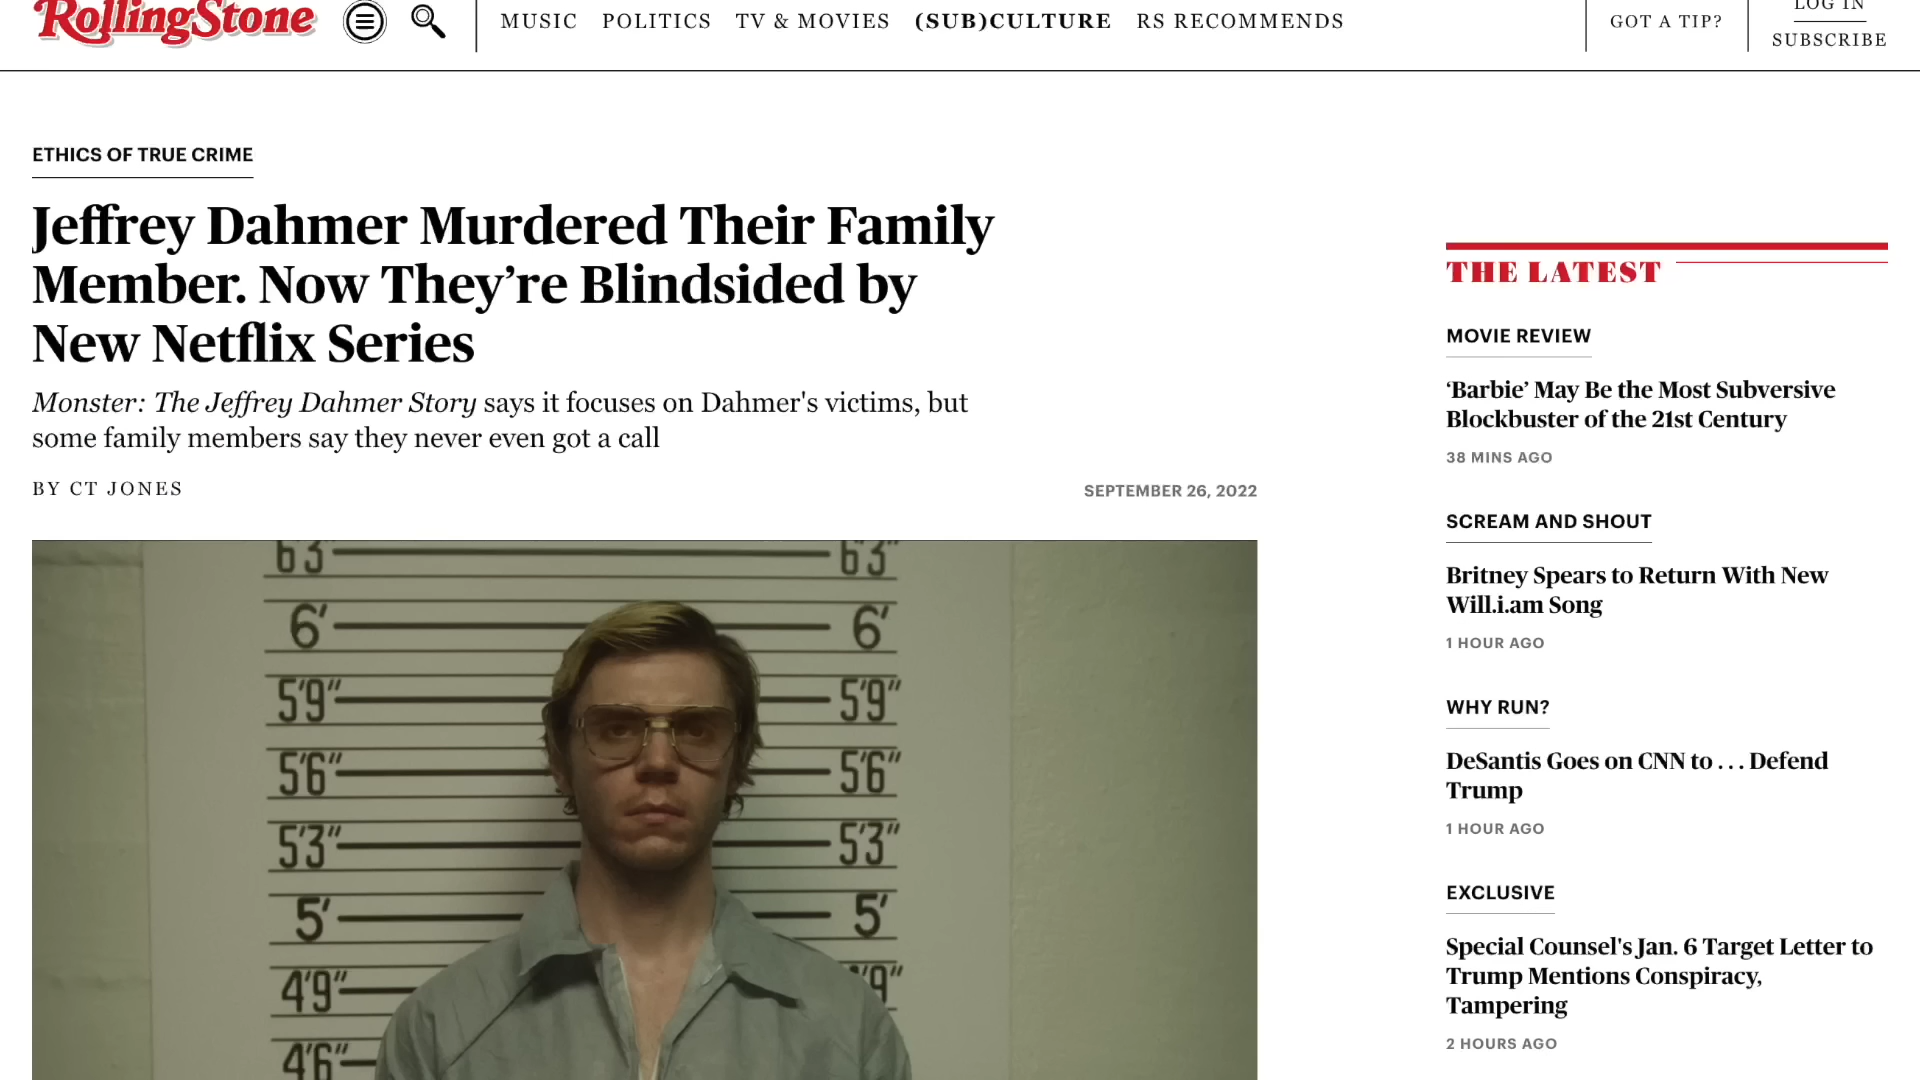 RollingStone
MUSIC POLITICS TV & MOVIES (SUB)CULTURE RS RECOMMENDS
GOT A TIP?
LOG IN
SUBSCRIBE
ETHICS OF TRUE CRIME
Jeffrey Dahmer Murdered Their Family
Member. Now They’re Blindsided by
New Netflix Series
Monster: The Jeffrey Dahmer Story says it focuses on Dahmer's victims, but
some family members say they never even got a call
BY CT JONES
SEPTEMBER 26, 2022
6'3" 6'3"
6' 6'
5'9" 5'9"
5'6" 5'6"
5'3" 5'3"
5' 5'
4'9" '9"
4'6"
THE LATEST
MOVIE REVIEW
‘Barbie’ May Be the Most Subversive
Blockbuster of the 21st Century
38 MINS AGO
SCREAM AND SHOUT
Britney Spears to Return With New
Will.i.am Song
1 HOUR AGO
WHY RUN?
DeSantis Goes on CNN to . . . Defend
Trump
1 HOUR AGO
EXCLUSIVE
Special Counsel's Jan. 6 Target Letter to
Trump Mentions Conspiracy,
Tampering
2 HOURS AGO